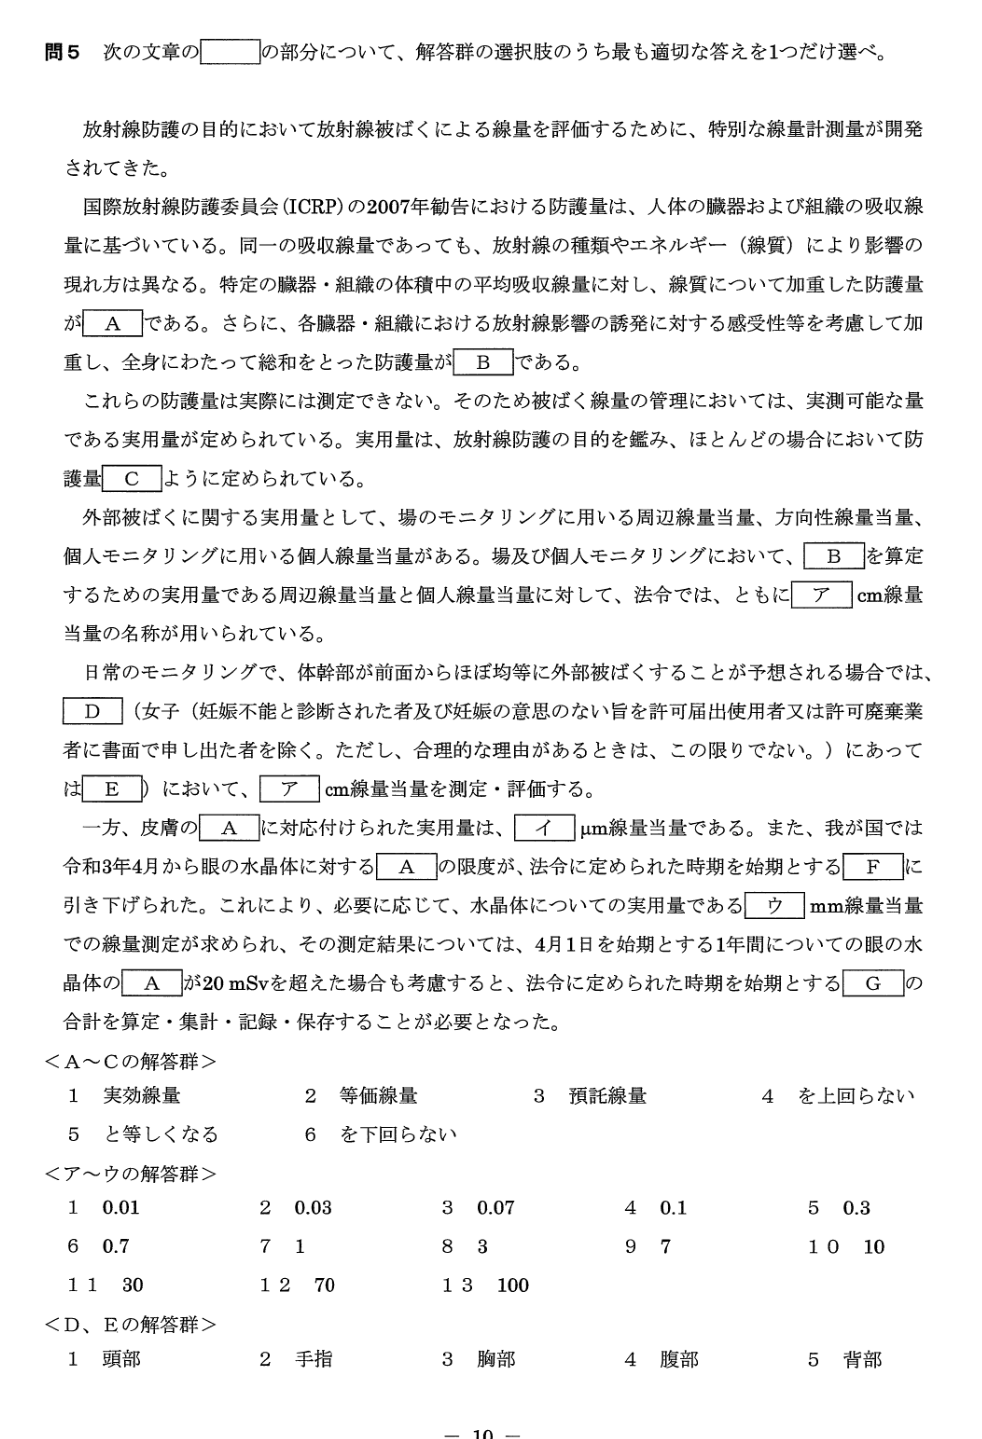 問5 次の文章の の部分について、解答群の選択肢のうち最も適切な答えを1つだけ選べ。
放射線防護の目的において放射線被ばくによる線量を評価するために、特別な線量計測量が開発
されてきた。
国際放射線防護委員会(ICRP)の2007年勧告における防護量は、人体の臓器および組織の吸収線
量に基づいている。同一の吸収線量であっても、放射線の種類やエネルギー（線質）により影響の
現れ方は異なる。特定の臓器・組織の体積中の平均吸収線量に対し、線質について加重した防護量
が A である。さらに、各臓器・組織における放射線影響の誘発に対する感受性等を考慮して加
重し、全身にわたって総和をとった防護量が B である。
これらの防護量は実際には測定できない。そのため被ばく線量の管理においては、実測可能な量
である実用量が定められている。実用量は、放射線防護の目的を鑑み、ほとんどの場合において防
護量 C ように定められている。
外部被ばくに関する実用量として、場のモニタリングに用いる周辺線量当量、方向性線量当量、
個人モニタリングに用いる個人線量当量がある。場及び個人モニタリングにおいて、 B を算定
するための実用量である周辺線量当量と個人線量当量に対して、法令では、ともに ア cm線量
当量の名称が用いられている。
日常のモニタリングで、体幹部が前面からほぼ均等に外部被ばくすることが予想される場合では、
D （女子（妊娠不能と診断された者及び妊娠の意思のない旨を許可届出使用者又は許可廃棄業
者に書面で申し出た者を除く。ただし、合理的な理由があるときは、この限りでない。）にあって
は E ）において、 ア cm線量当量を測定・評価する。
一方、皮膚の A に対応付けられた実用量は、 イ μm線量当量である。また、我が国では
令和3年4月から眼の水晶体に対する A の限度が、法令に定められた時期を始期とする F に
引き下げられた。これにより、必要に応じて、水晶体についての実用量である ウ mm線量当量
での線量測定が求められ、その測定結果については、4月1日を始期とする1年間についての眼の水
晶体の A が20 mSvを超えた場合も考慮すると、法令に定められた時期を始期とする G の
合計を算定・集計・記録・保存することが必要となった。
＜A～Cの解答群＞
1 実効線量 2 等価線量 3 預託線量 4 を上回らない
5 と等しくなる 6 を下回らない
＜ア～ウの解答群＞
1 0.01 2 0.03 3 0.07 4 0.1 5 0.3
6 0.7 7 1 8 3 9 7 10 10
11 30 12 70 13 100
＜D、Eの解答群＞
1 頭部 2 手指 3 胸部 4 腹部 5 背部
－ 10 －